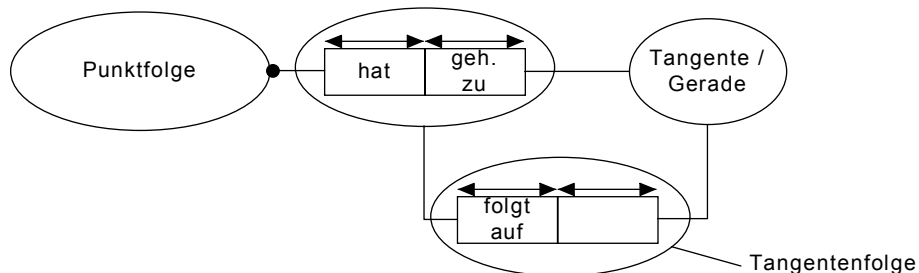 Punktfolge
hat
geh.
zu
Tangente /
Gerade
folgt
auf
Tangentenfolge